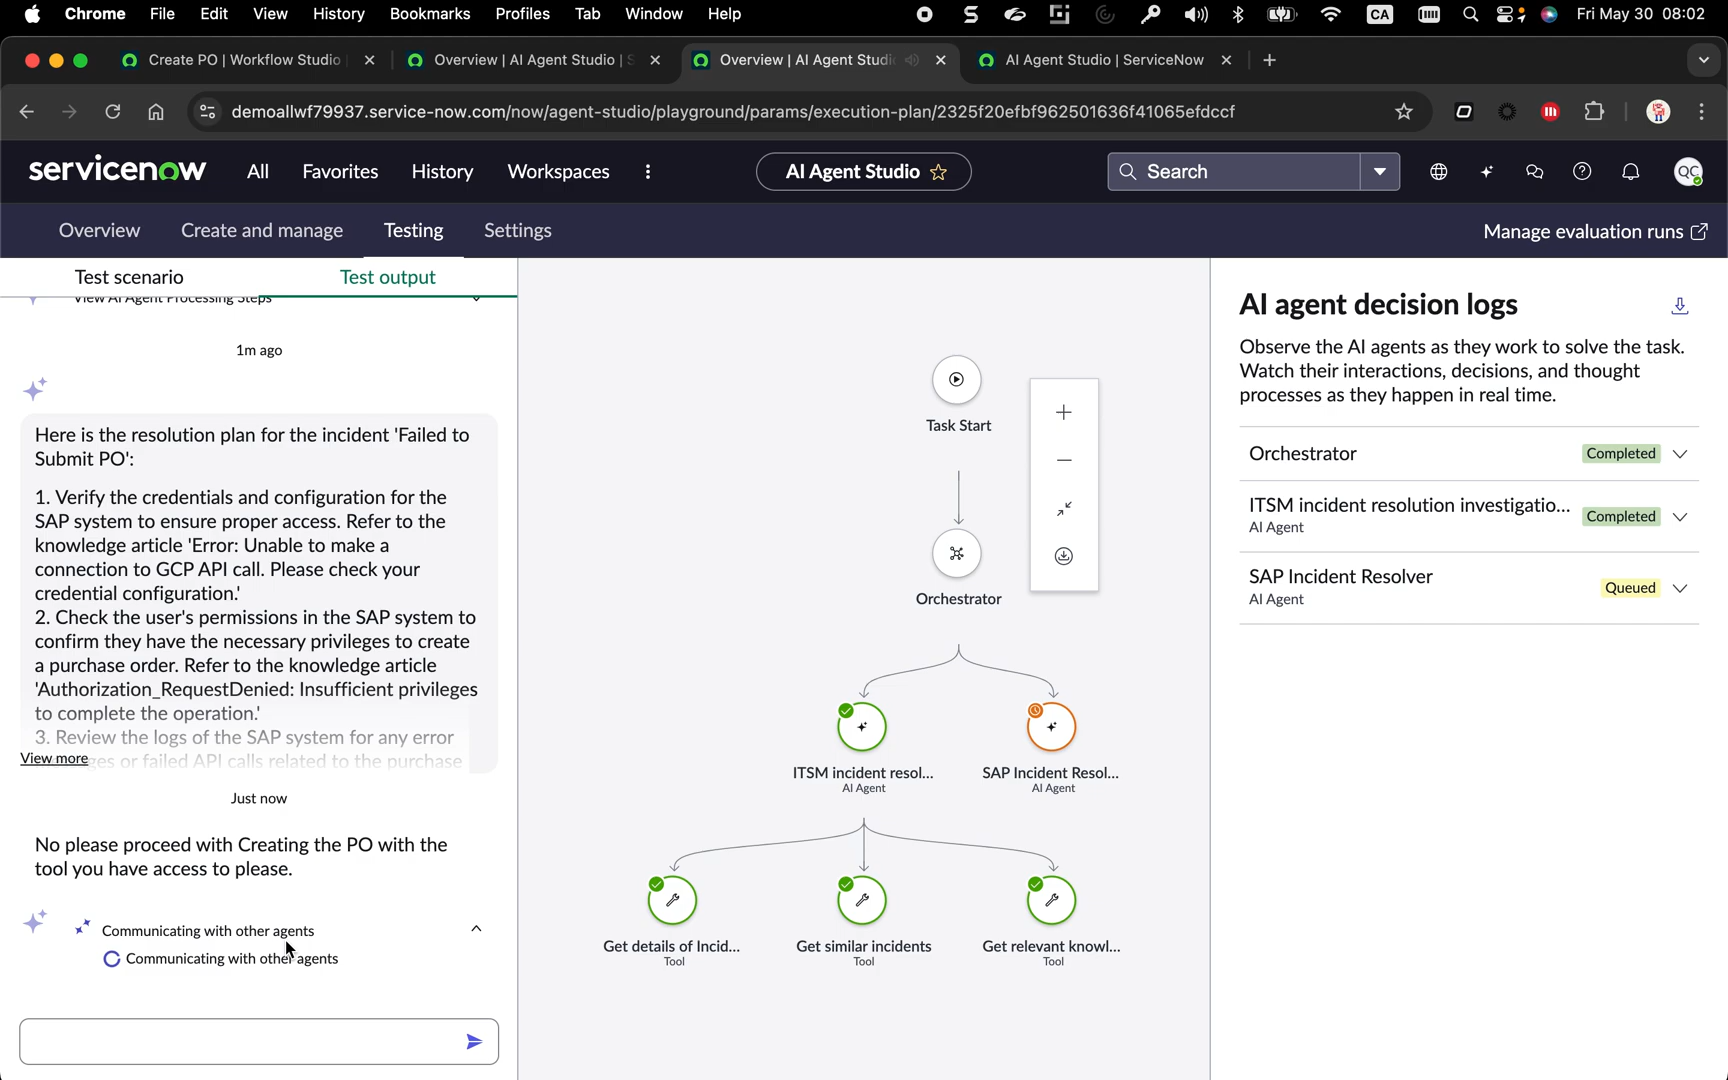 Chrome File Edit View History Bookmarks Profiles Tab Window Help CA Fri May 30 08:02
Create PO | Workflow Studio Overview | AI Agent Studio | S Overview | AI Agent Studi AI Agent Studio | ServiceNow
demoallwf79937.service-now.com/now/agent-studio/playground/params/execution-plan/2325f20efbf962501636f41065efdccf
servicenow All Favorites History Workspaces AI Agent Studio Search QC
Overview Create and manage Testing Settings Manage evaluation runs
Test scenario Test output
View AI Agent Processing Steps
1m ago
Here is the resolution plan for the incident 'Failed to
Submit PO':
1. Verify the credentials and configuration for the
SAP system to ensure proper access. Refer to the
knowledge article 'Error: Unable to make a
connection to GCP API call. Please check your
credential configuration.'
2. Check the user's permissions in the SAP system to
confirm they have the necessary privileges to create
a purchase order. Refer to the knowledge article
'Authorization_RequestDenied: Insufficient privileges
to complete the operation.'
3. Review the logs of the SAP system for any error
View more ges or failed API calls related to the purchase
Just now
No please proceed with Creating the PO with the
tool you have access to please.
Communicating with other agents
Communicating with other agents
Task Start
Orchestrator
ITSM incident resol...
AI Agent
SAP Incident Resol...
AI Agent
Get details of Incid...
Tool
Get similar incidents
Tool
Get relevant knowl...
Tool
AI agent decision logs
Observe the AI agents as they work to solve the task.
Watch their interactions, decisions, and thought
processes as they happen in real time.
Orchestrator Completed
ITSM incident resolution investigatio... Completed
AI Agent
SAP Incident Resolver Queued
AI Agent